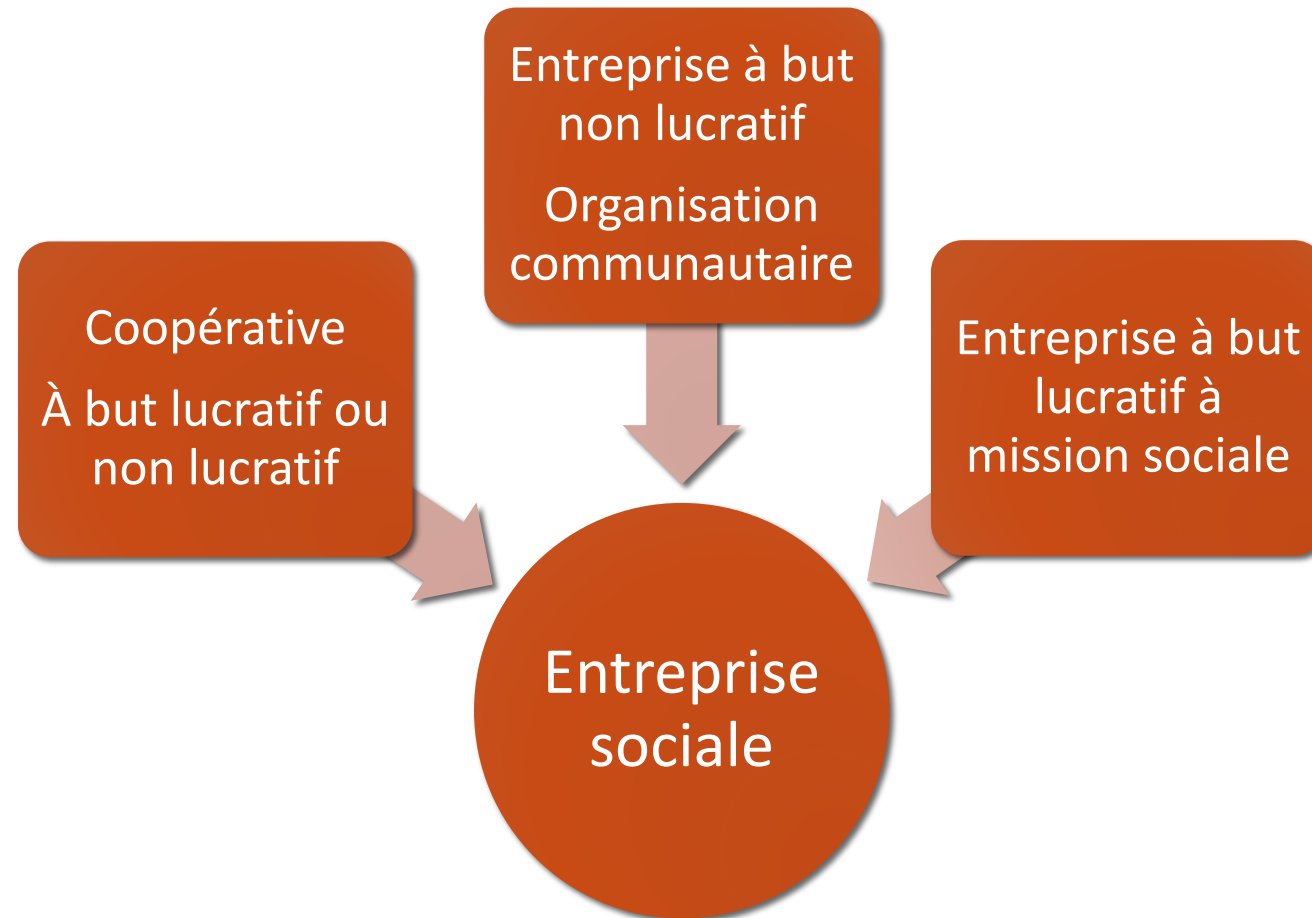 Coopérative
À but lucratif ou
non lucratif
Entreprise à but
non lucratif
Organisation
communautaire
Entreprise à but
lucratif à
mission sociale
Entreprise
sociale